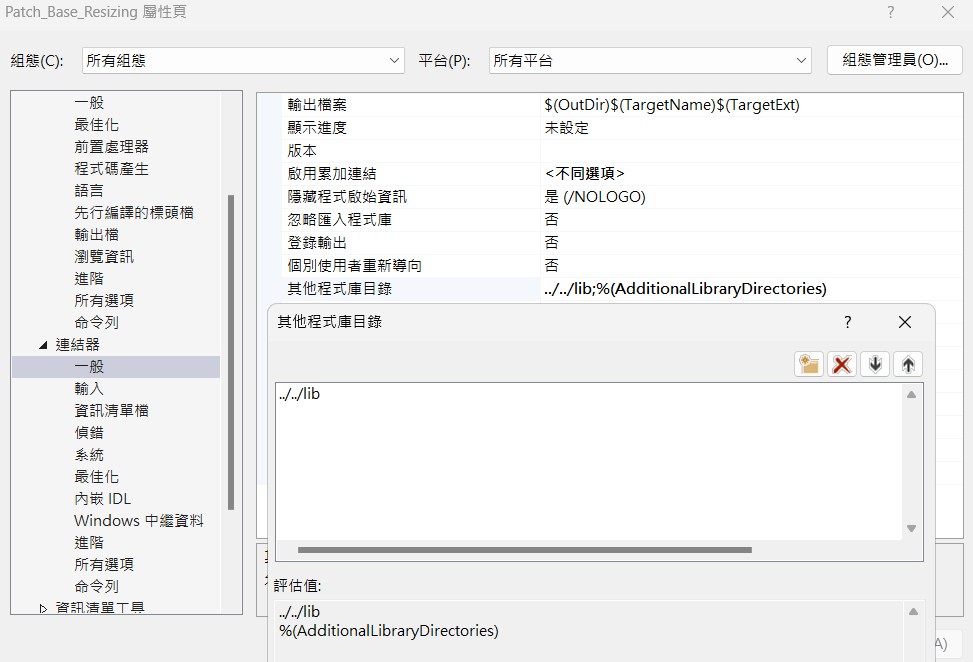 Patch_Base_Resizing 屬性頁
組態(C): 所有組態 平台(P): 所有平台 組態管理員(O)...
一般
最佳化
前置處理器
程式碼產生
語言
先行編譯的標頭檔
輸出檔
瀏覽資訊
進階
所有選項
命令列
連結器
一般
輸入
資訊清單檔
偵錯
系統
最佳化
內嵌 IDL
Windows 中繼資料
進階
所有選項
命令列
資訊清單工具
輸出檔案 $(OutDir)$(TargetName)$(TargetExt)
顯示進度 未設定
版本
啟用累加連結 <不同選項>
隱藏程式啟始資訊 是 (/NOLOGO)
忽略匯入程式庫 否
登錄輸出 否
個別使用者重新導向 否
其他程式庫目錄 ../../lib;%(AdditionalLibraryDirectories)
其他程式庫目錄
../../lib
評估值:
../../lib
%(AdditionalLibraryDirectories)
A)